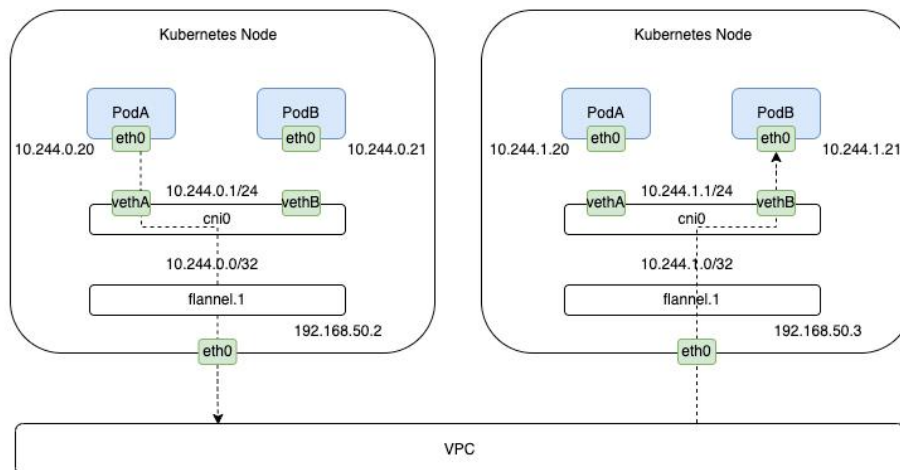 Kubernetes Node
PodA
eth0
10.244.0.20
PodB
eth0
10.244.0.21
vethA
10.244.0.1/24
vethB
cni0
10.244.0.0/32
flannel.1
192.168.50.2
eth0
Kubernetes Node
PodA
eth0
10.244.1.20
PodB
eth0
10.244.1.21
vethA
10.244.1.1/24
vethB
cni0
10.244.1.0/32
flannel.1
192.168.50.3
eth0
VPC